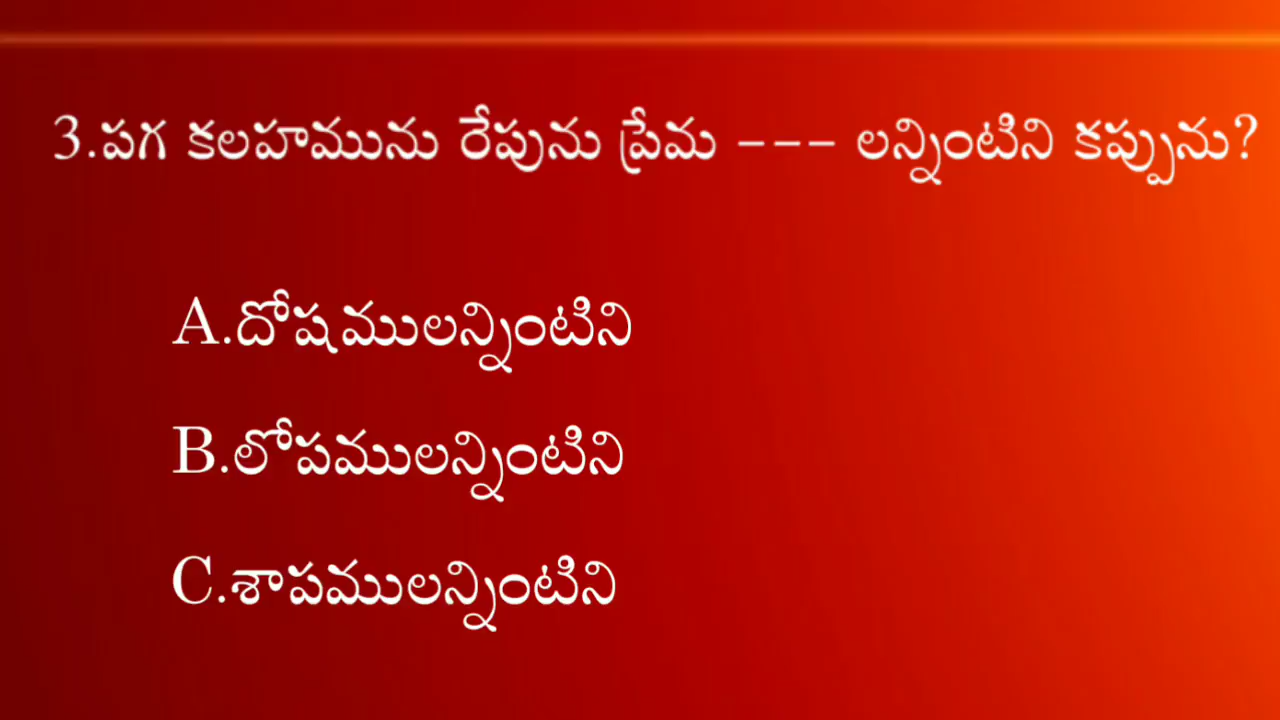 3.పగ కలహమును రేపును ప్రేమ --- లన్నింటిని కప్పును?
A.దోషములన్నింటిని
B.లోపములన్నింటిని
C.శాపములన్నింటిని